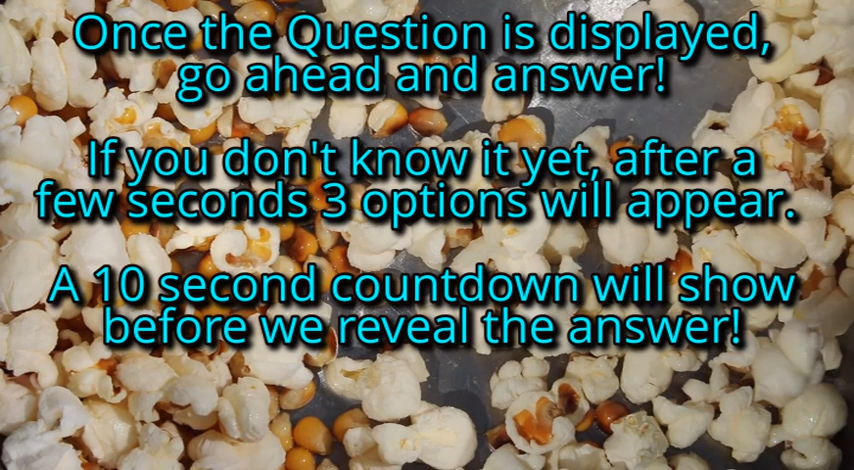 Once the Question is displayed,
go ahead and answer!
If you don't know it yet, after a
few seconds 3 options will appear.
A 10 second countdown will show
before we reveal the answer!